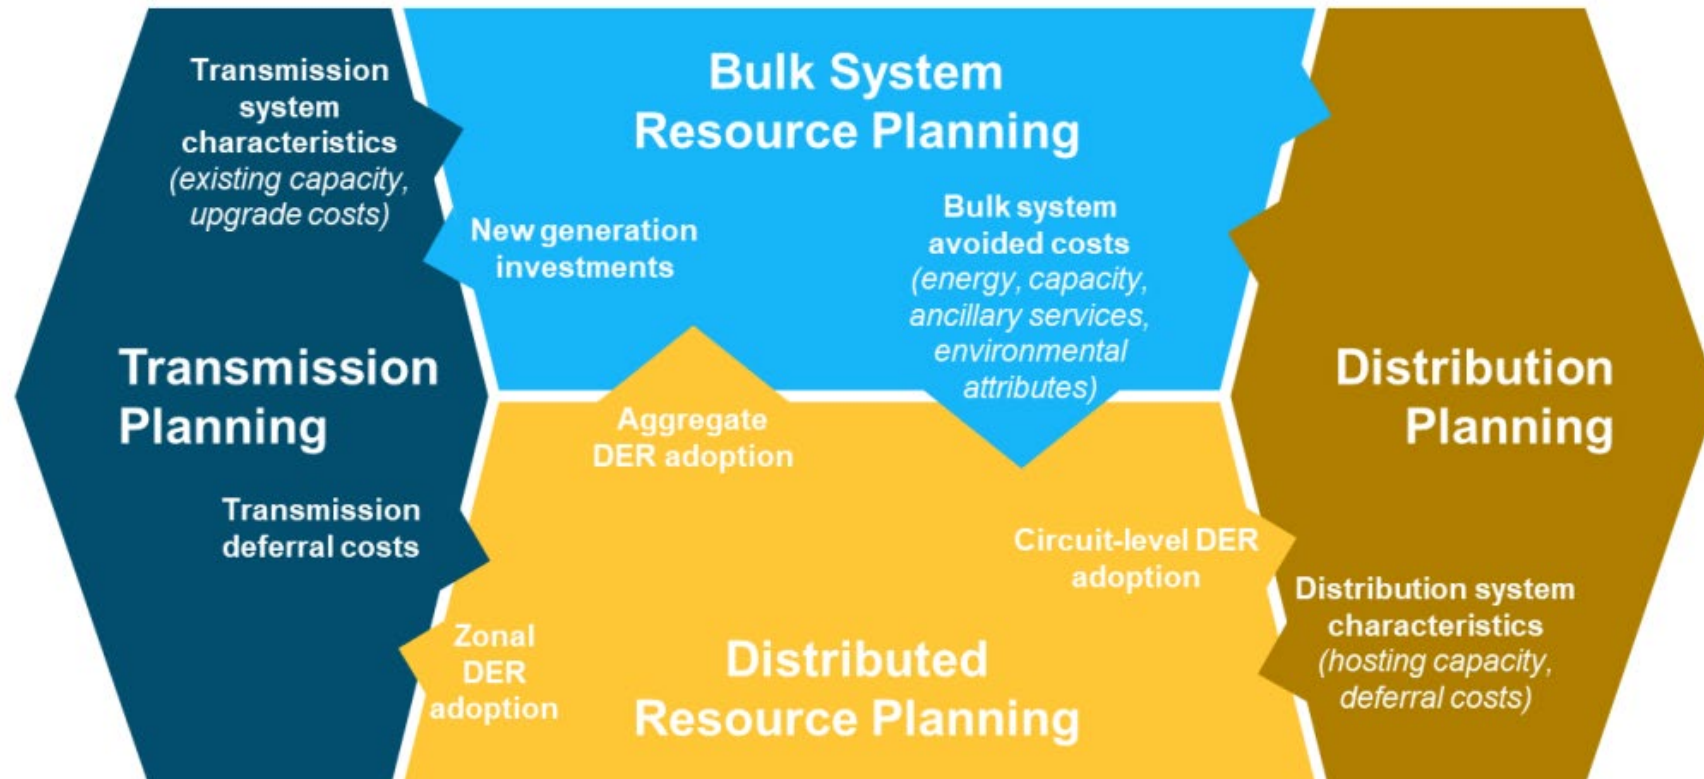 Transmission
system
characteristics
(existing capacity,
upgrade costs)
Transmission
Planning
Transmission
deferral costs
Bulk System
Resource Planning
New generation
investments
Bulk system
avoided costs
(energy, capacity,
ancillary services,
environmental
attributes)
Aggregate
DER adoption
Circuit-level DER
adoption
Zonal
DER
adoption
Distributed
Resource Planning
Distribution
Planning
Distribution system
characteristics
(hosting capacity,
deferral costs)